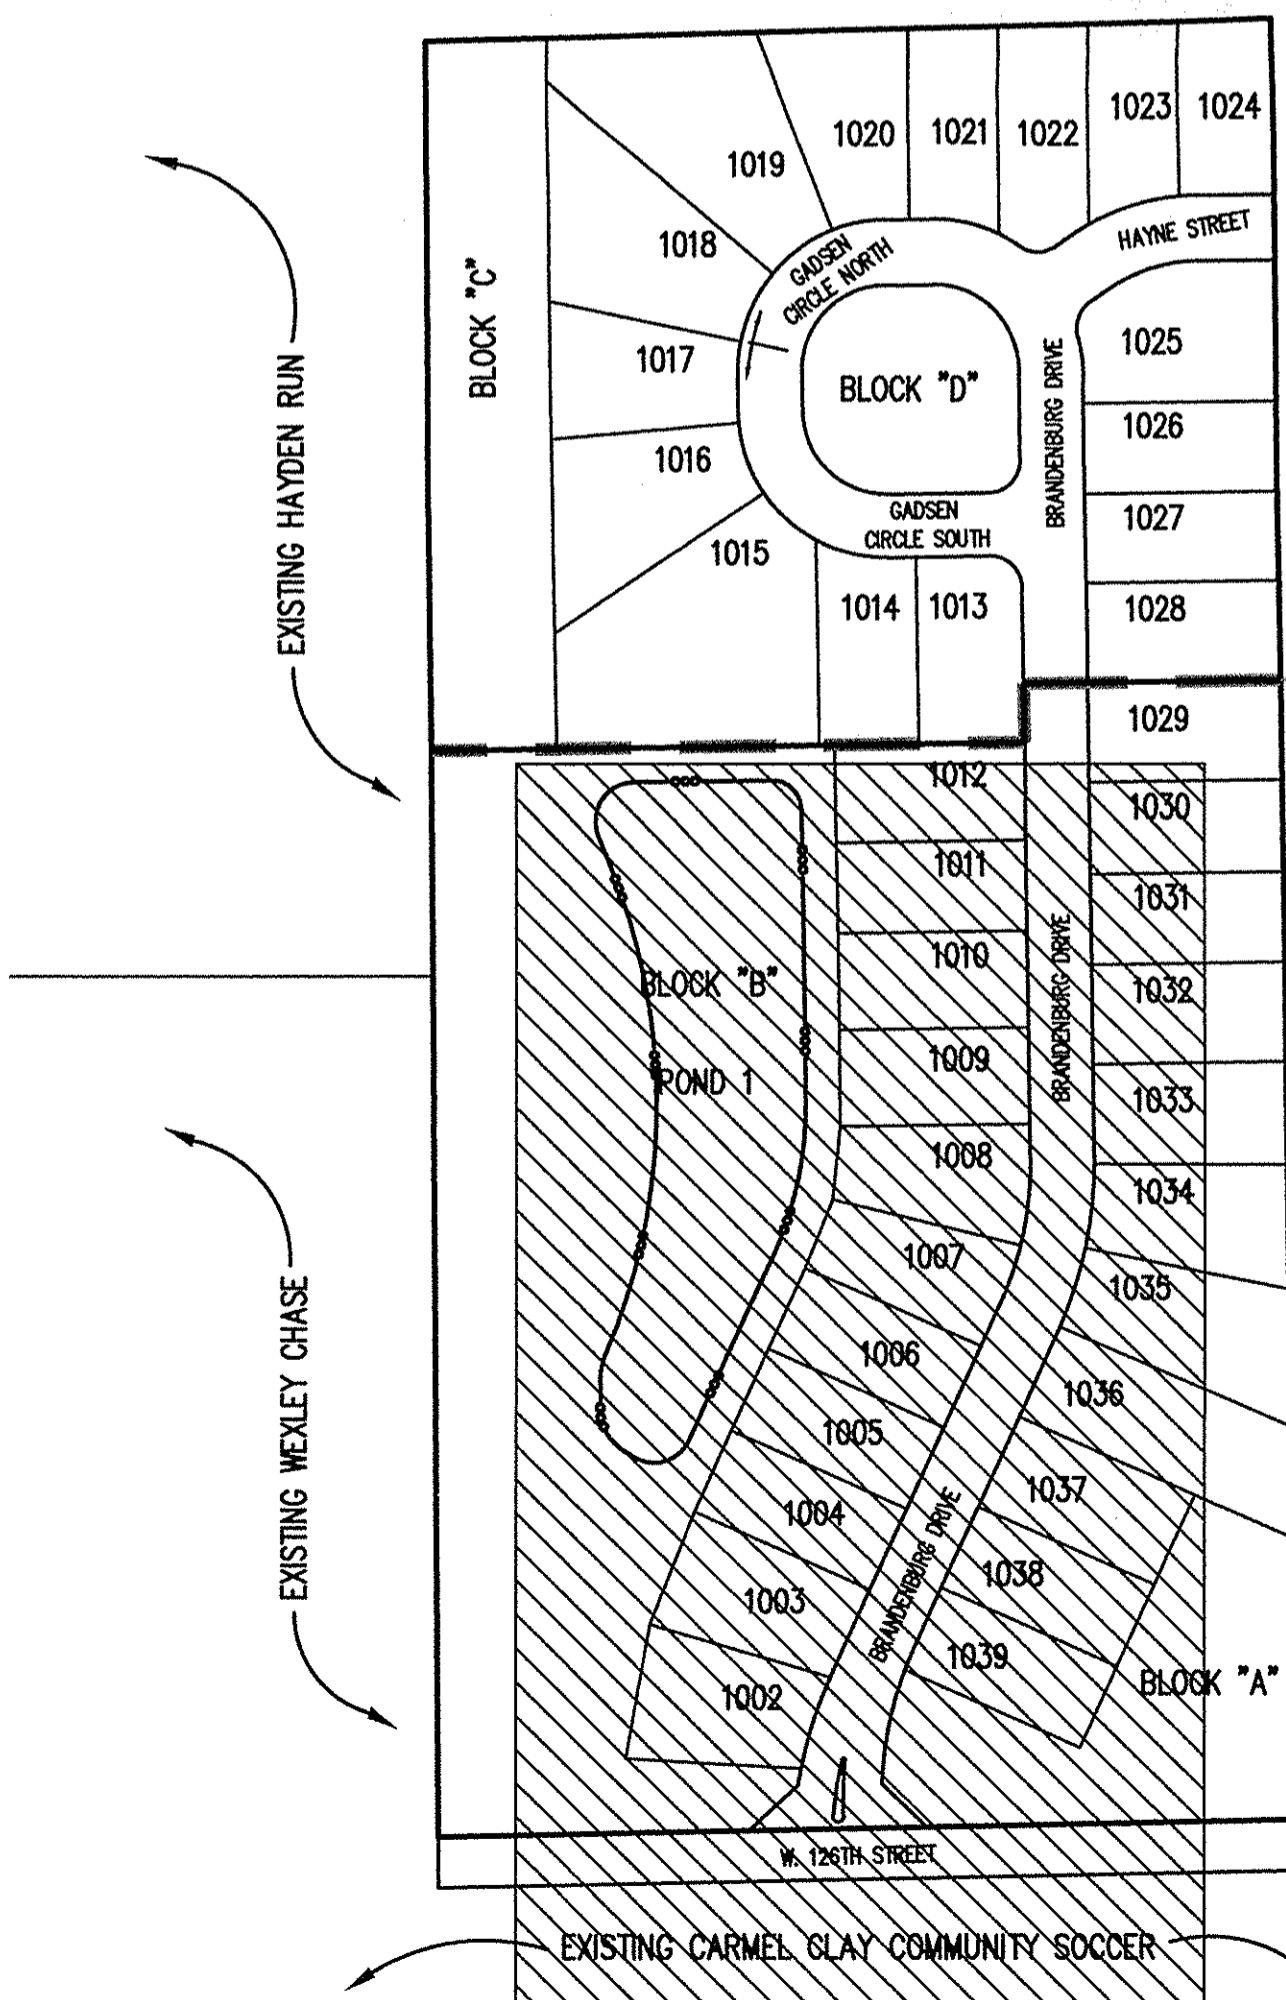 1023
1024
1020
1021
1022
1019
1018
GADSEN
CIRCLE NORTH
HAYNE STREET
BLOCK "C"
1017
1025
BLOCK "D"
BRANDENBURG DRIVE
1026
1016
EXISTING HAYDEN RUN
GADSEN
CIRCLE SOUTH
1027
1015
1014
1013
1028
1029
1012
1030
1011
1031
BLOCK "B"
1010
BRANDENBURG DRIVE
1032
POND 1
1009
1033
1008
1034
1007
1035
1006
1036
EXISTING WEXLEY CHASE
1005
1037
1004
BRANDENBURG DRIVE
1038
1003
1039
1002
BLOCK "A"
W. 126TH STREET
EXISTING CARMEL CLAY COMMUNITY SOCCER